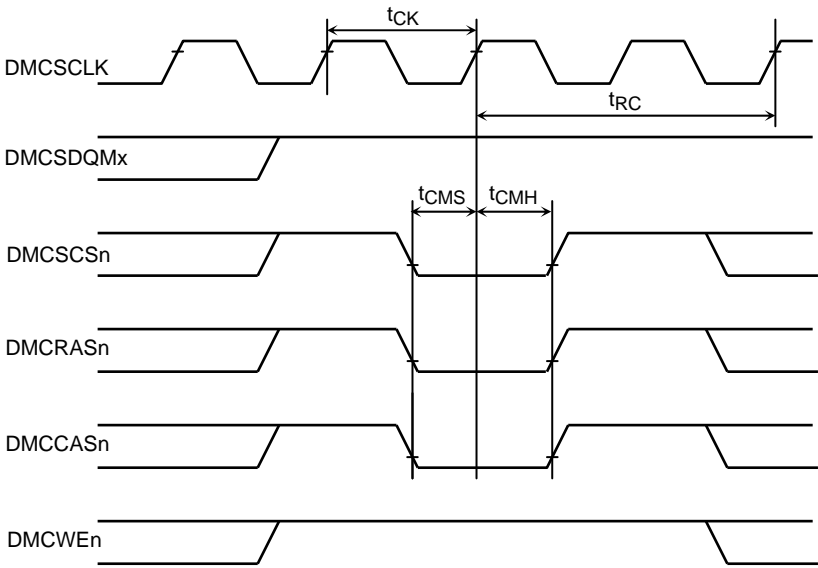 tCK
DMCSCLK
tRC
DMCSDQMx
tCMS tCMH
DMCSCSn
DMCRASn
DMCCASn
DMCWEn